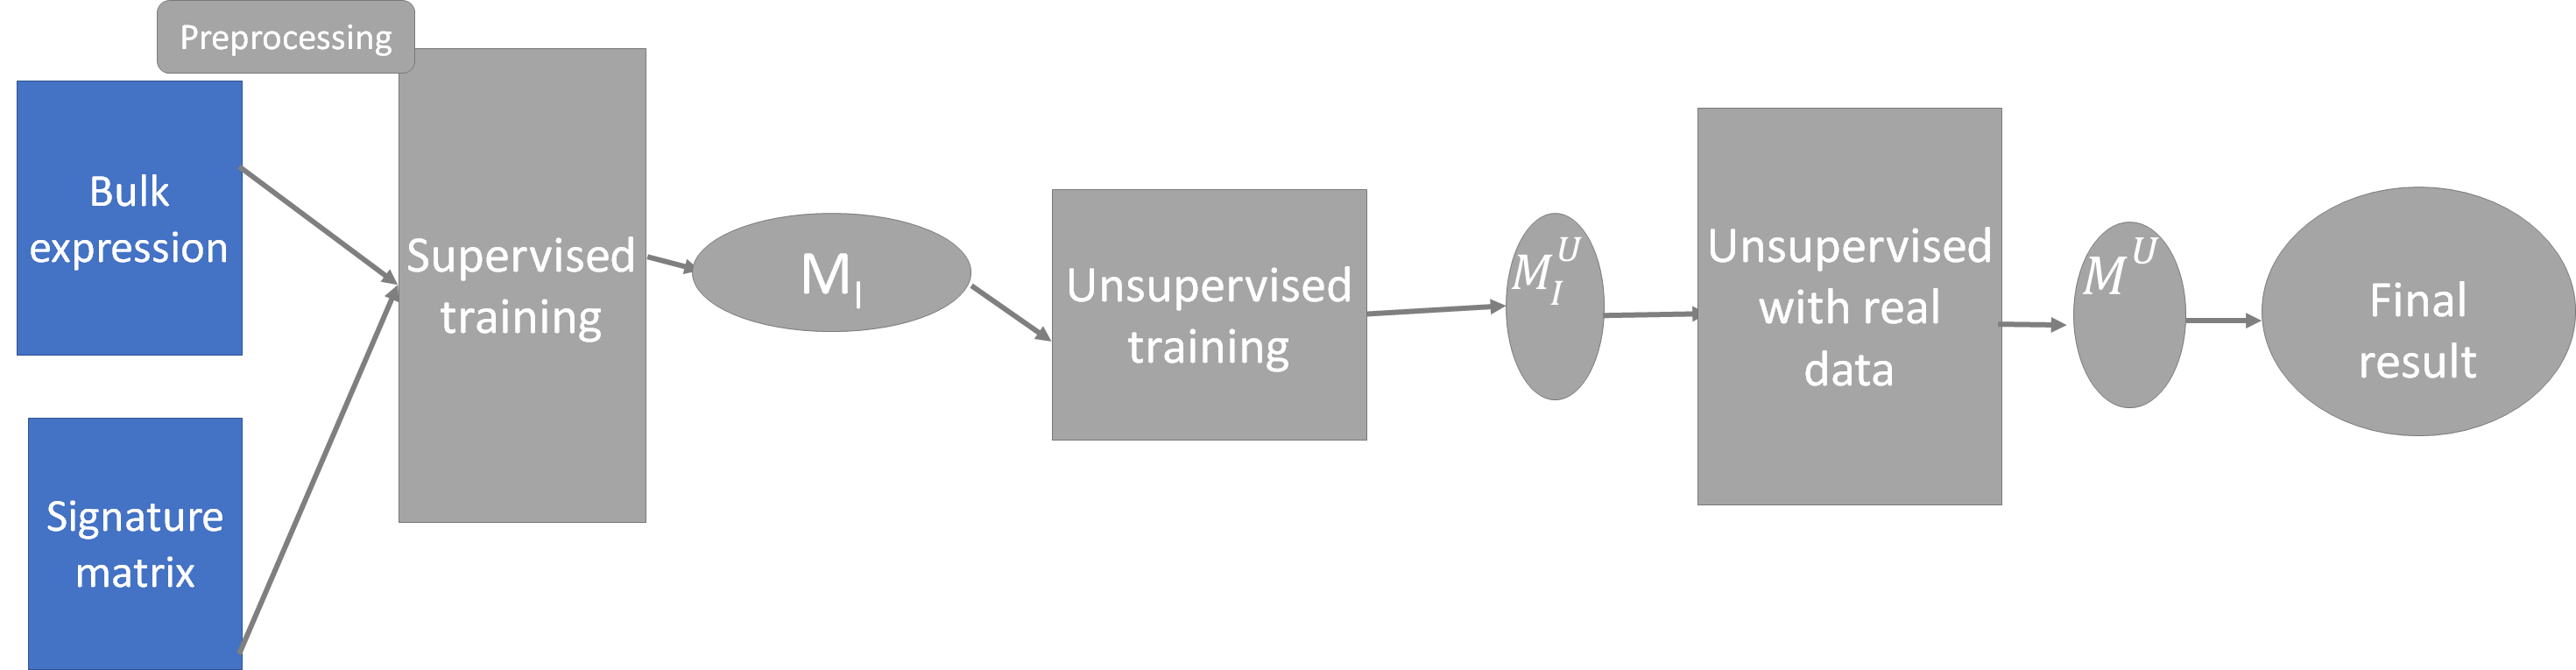 Preprocessing
Bulk
expression
Signature
matrix
Supervised
training
M_I
Unsupervised
training
M_I^U
Unsupervised
with real
data
M^U
Final
result